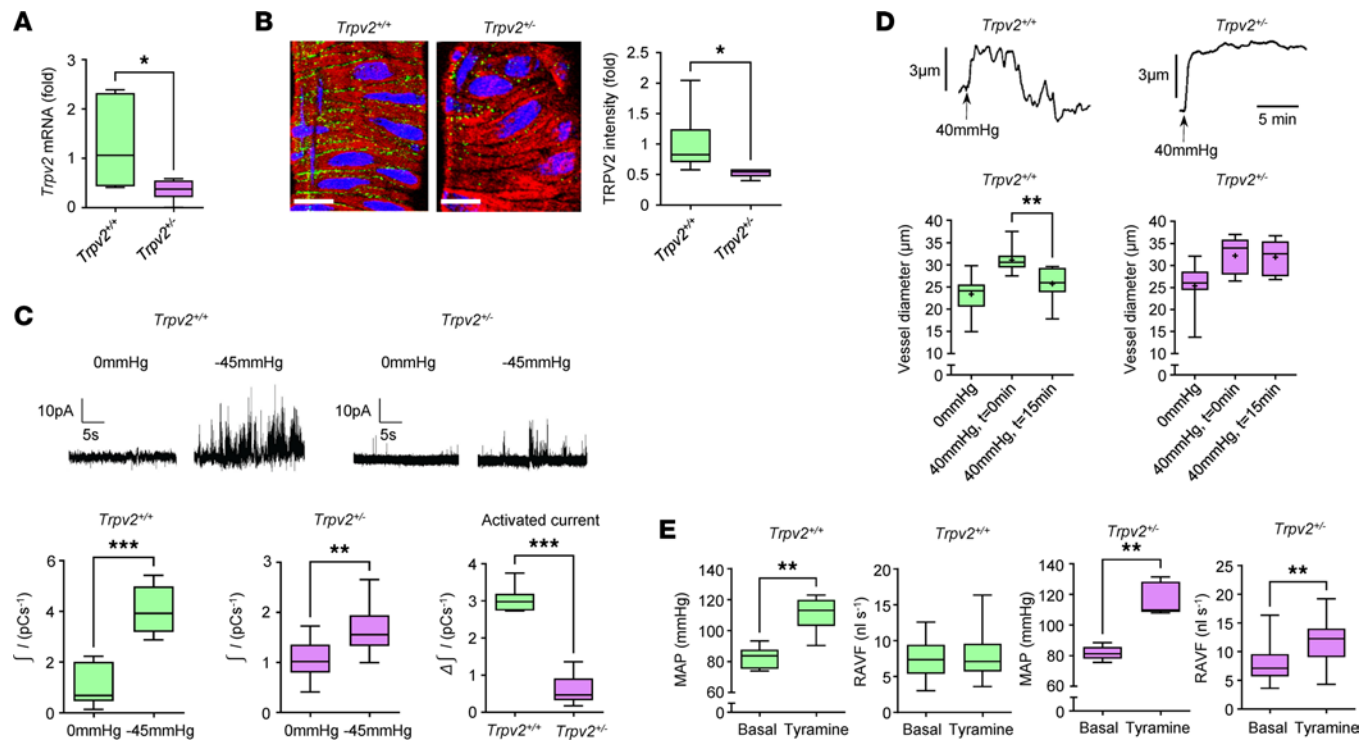 A
Trpv2 mRNA (fold)
3
2
1
0
*
Trpv2+/+
Trpv2+/-
B
Trpv2+/+
Trpv2+/-
TRPV2 intensity (fold)
2.5
2.0
1.5
1.0
0.5
0
*
Trpv2+/+
Trpv2+/-
C
Trpv2+/+
Trpv2+/-
0mmHg
-45mmHg
0mmHg
-45mmHg
10pA
5s
10pA
5s
Trpv2+/+
∫ I (pCs-1)
6
4
2
0
***
0mmHg
-45mmHg
Trpv2+/-
∫ I (pCs-1)
3
2
1
0
**
0mmHg
-45mmHg
Activated current
Δ ∫ I (pCs-1)
4
3
2
1
0
***
Trpv2+/+
Trpv2+/-
D
Trpv2+/+
Trpv2+/-
3μm
40mmHg
3μm
40mmHg
5 min
Trpv2+/+
Vessel diameter (μm)
40
35
30
25
20
15
10
0
**
0mmHg
40mmHg, t=0min
40mmHg, t=15min
Trpv2+/-
Vessel diameter (μm)
40
35
30
25
20
15
10
0
0mmHg
40mmHg, t=0min
40mmHg, t=15min
E
Trpv2+/+
MAP (mmHg)
140
120
100
80
60
0
**
Basal Tyramine
Trpv2+/+
RAVF (nl s-1)
20
15
10
5
0
Basal Tyramine
Trpv2+/-
MAP (mmHg)
140
120
100
80
60
0
**
Basal Tyramine
Trpv2+/-
RAVF (nl s-1)
25
20
15
10
5
0
**
Basal Tyramine